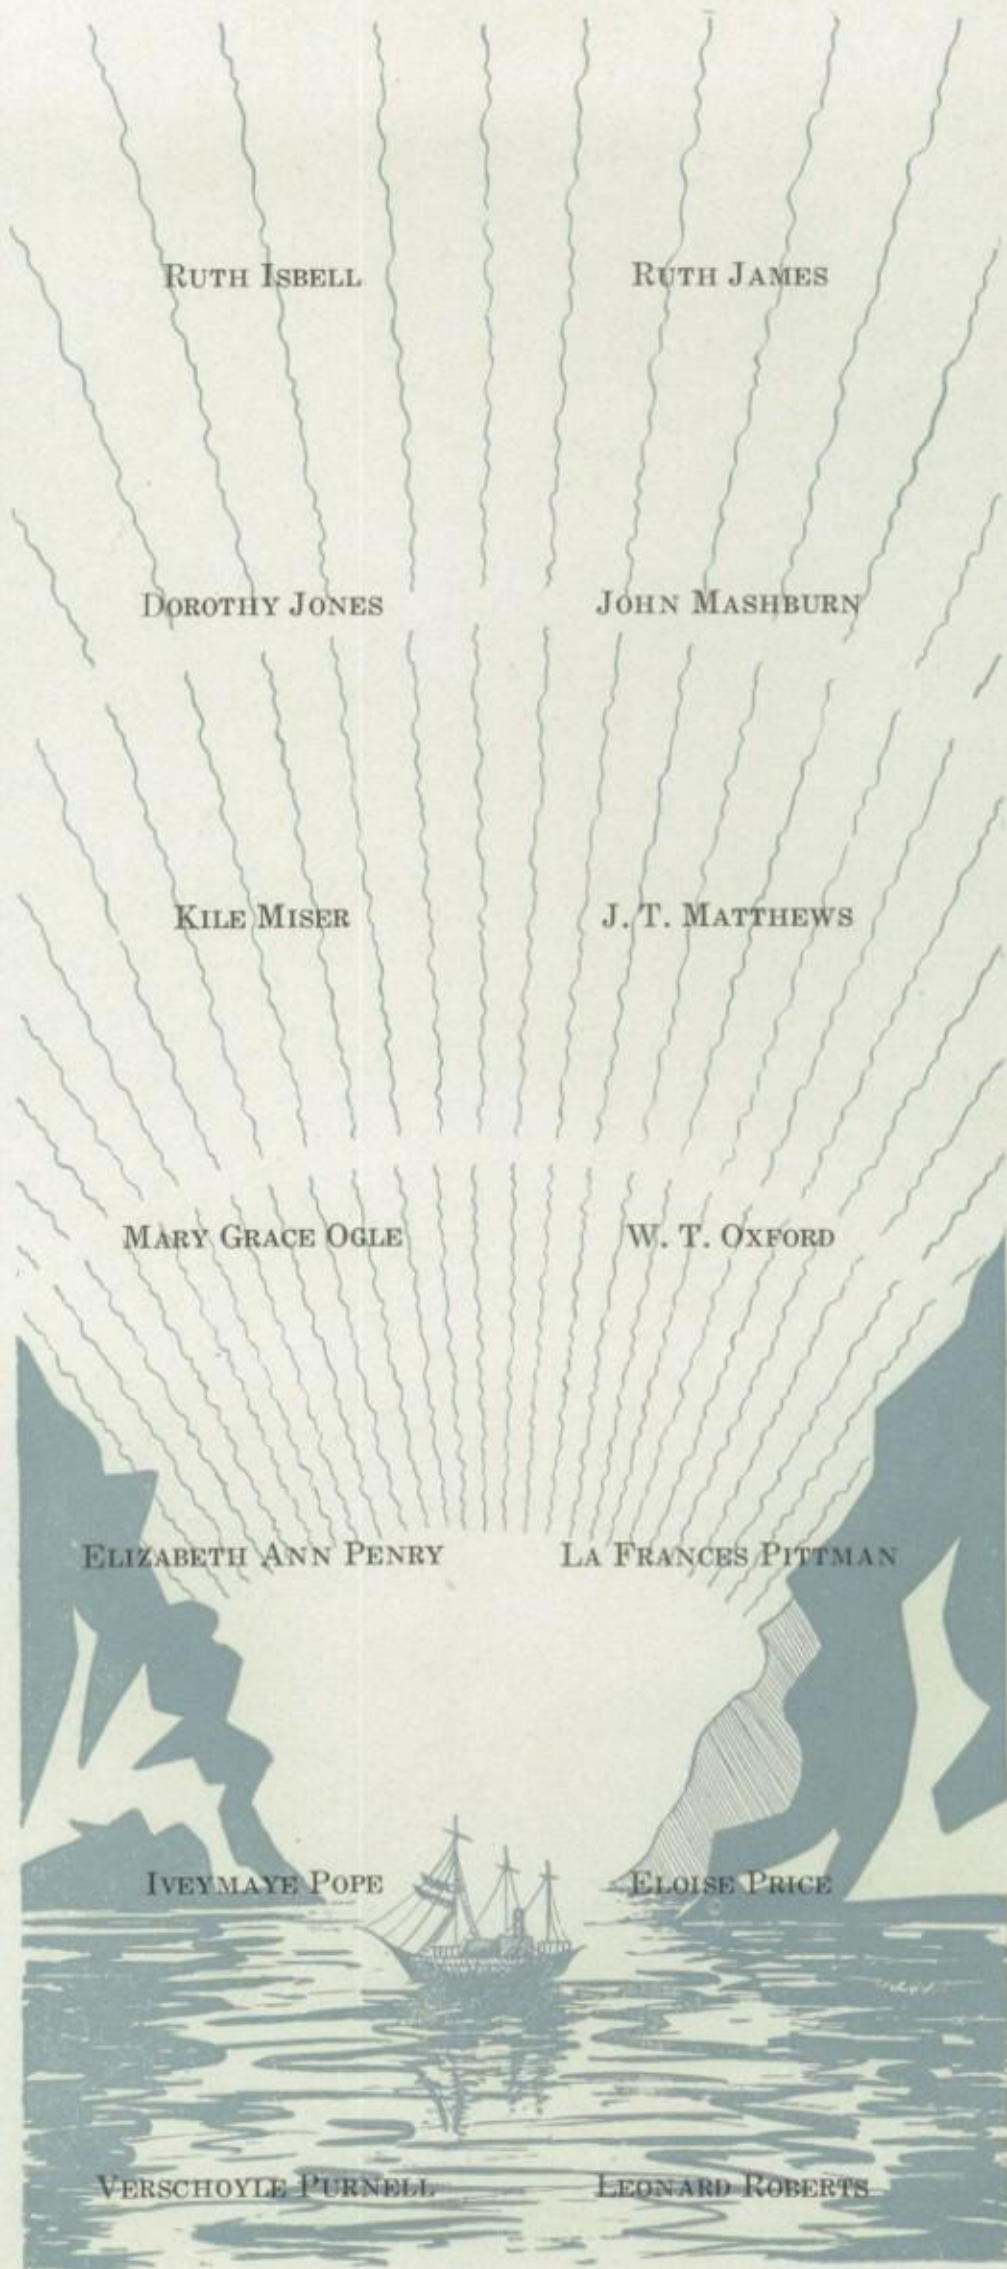 RUTH ISBELL RUTH JAMES
DOROTHY JONES JOHN MASHBURN
KILE MISER J. T. MATTHEWS
MARY GRACE OGLE W. T. OXFORD
ELIZABETH ANN PENRY LA FRANCES PITTMAN
IVEYMAYE POPE ELOISE PRICE
VERSCHOYLE PURNELL LEONARD ROBERTS